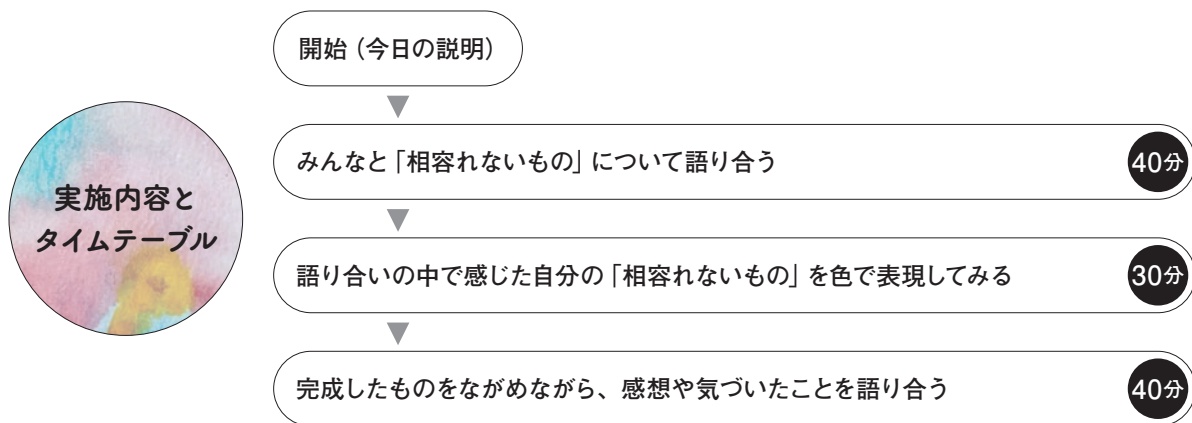 開始（今日の説明）
みんなと「相容れないもの」について語り合う
40分
実施内容と
タイムテーブル
語り合いの中で感じた自分の「相容れないもの」を色で表現してみる
30分
完成したものをながめながら、感想や気づいたことを語り合う
40分